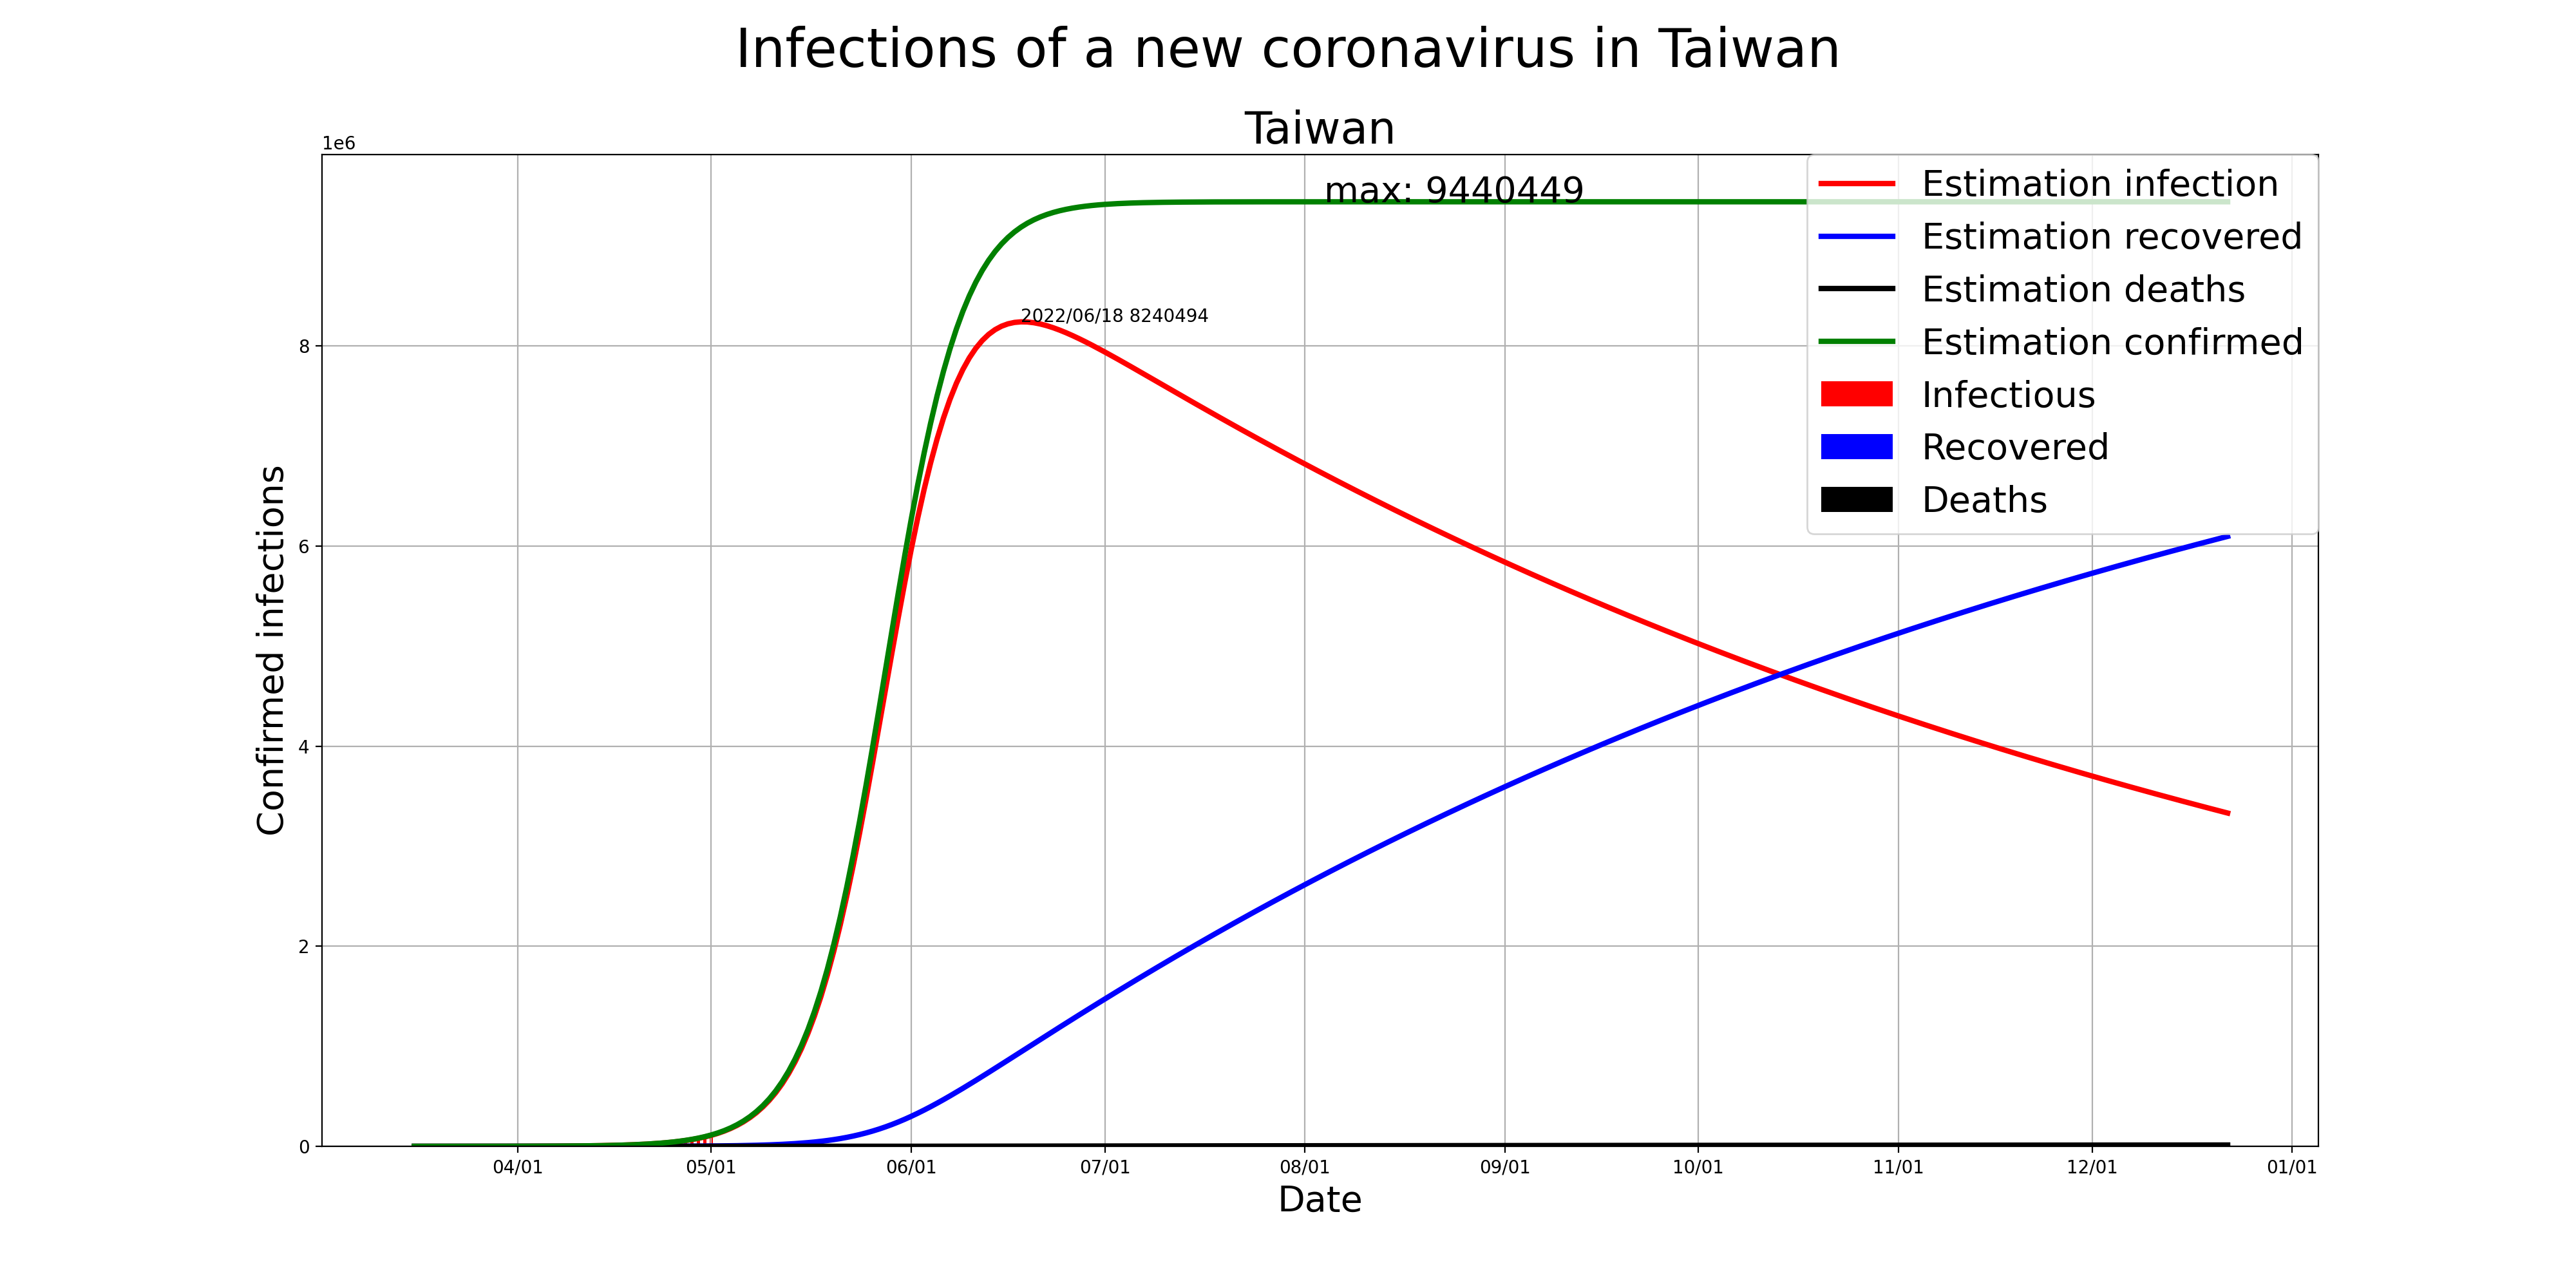 Infections of a new coronavirus in Taiwan
Taiwan
1e6
max: 9440449
2022/06/18 8240494
Estimation infection
Estimation recovered
Estimation deaths
Estimation confirmed
Infectious
Recovered
Deaths
Confirmed infections
8
6
4
2
0
04/01 05/01 06/01 07/01 08/01 09/01 10/01 11/01 12/01 01/01
Date